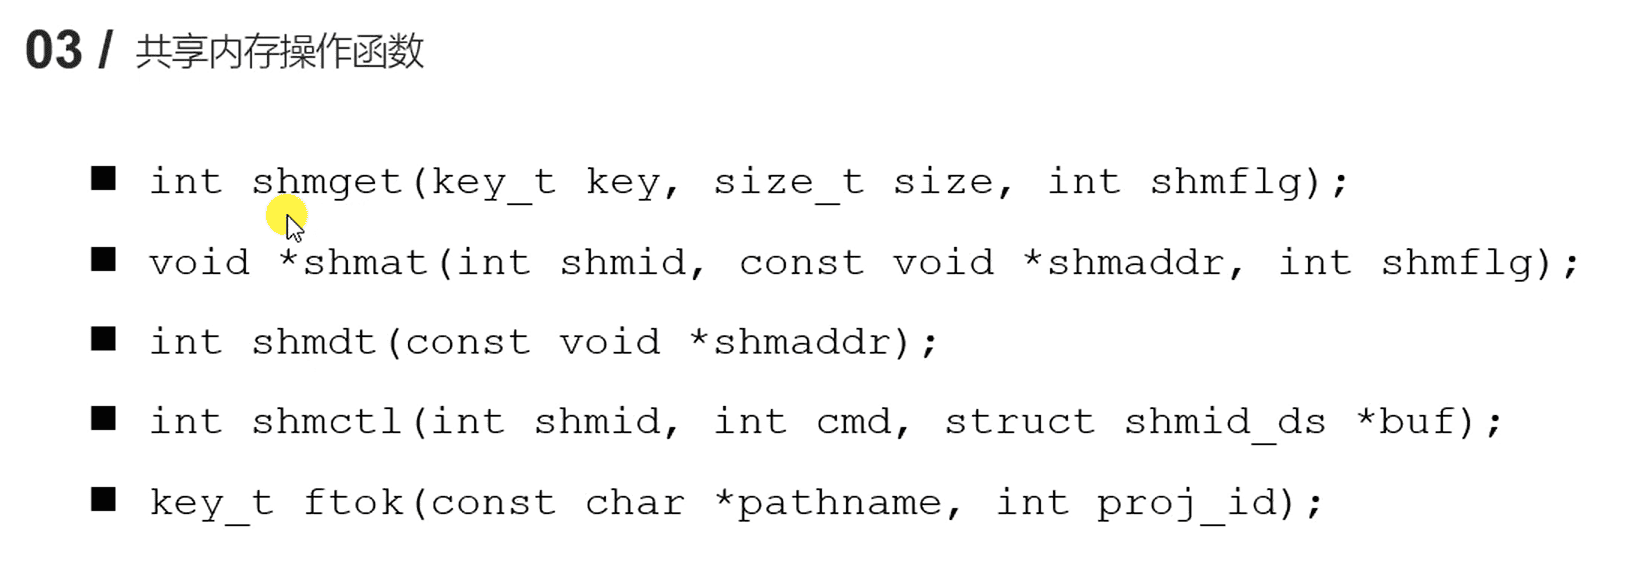 03 / 共享内存操作函数
■ int shmget(key_t key, size_t size, int shmflg);
■ void *shmat(int shmid, const void *shmaddr, int shmflg);
■ int shmdt(const void *shmaddr);
■ int shmctl(int shmid, int cmd, struct shmid_ds *buf);
■ key_t ftok(const char *pathname, int proj_id);